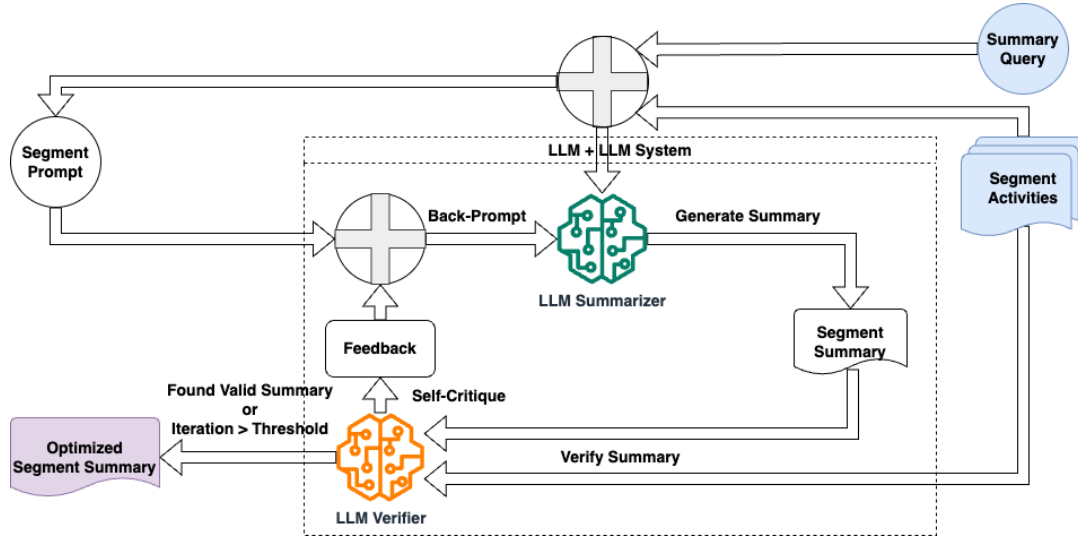 Summary
Query
Segment
Prompt
LLM + LLM System
Segment
Activities
Back-Prompt
Generate Summary
LLM Summarizer
Feedback
Segment
Summary
Found Valid Summary
or
Iteration > Threshold
Self-Critique
Optimized
Segment Summary
Verify Summary
LLM Verifier